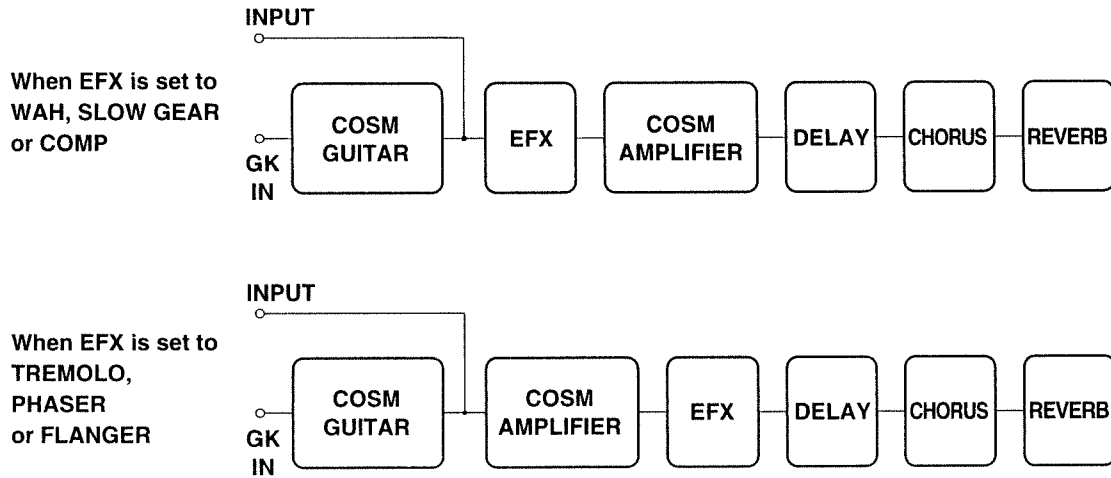 INPUT
When EFX is set to
WAH, SLOW GEAR
or COMP
GK
IN
COSM
GUITAR
EFX
COSM
AMPLIFIER
DELAY
CHORUS
REVERB
INPUT
When EFX is set to
TREMOLO,
PHASER
or FLANGER
GK
IN
COSM
GUITAR
COSM
AMPLIFIER
EFX
DELAY
CHORUS
REVERB